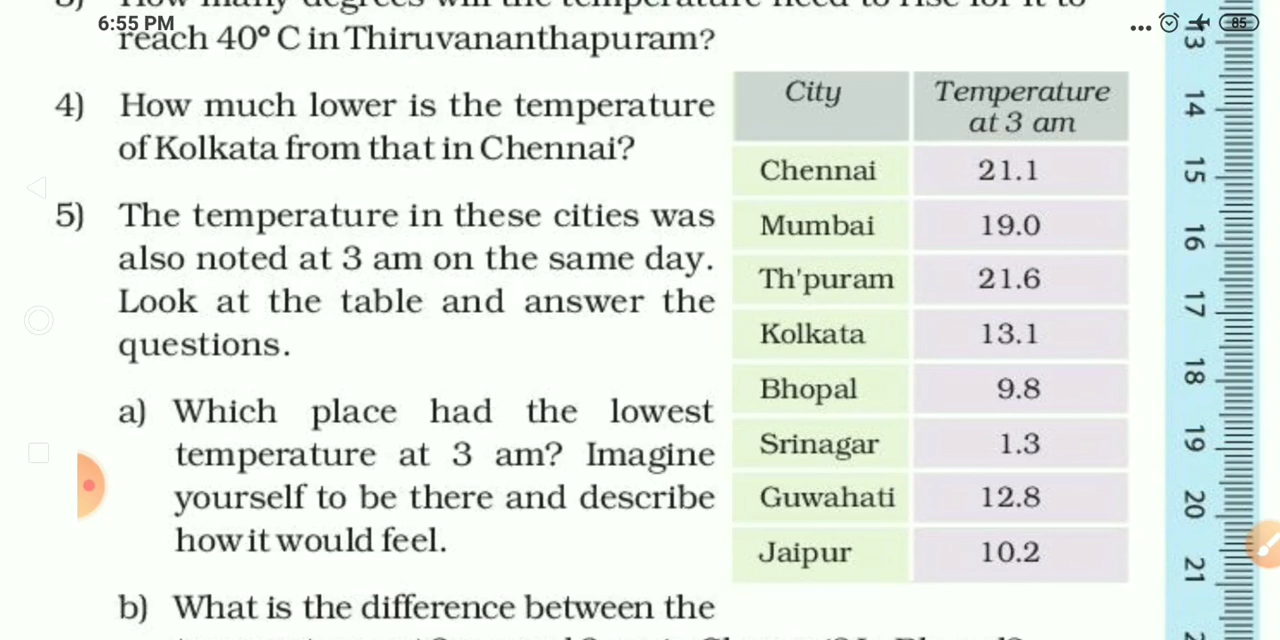 6:55 PM
85
reach 40° C in Thiruvananthapuram?
4) How much lower is the temperature
of Kolkata from that in Chennai?
5) The temperature in these cities was
also noted at 3 am on the same day.
Look at the table and answer the
questions.
a) Which place had the lowest
temperature at 3 am? Imagine
yourself to be there and describe
how it would feel.
b) What is the difference between the
City Temperature
at 3 am
Chennai 21.1
Mumbai 19.0
Th'puram 21.6
Kolkata 13.1
Bhopal 9.8
Srinagar 1.3
Guwahati 12.8
Jaipur 10.2
13
14
15
16
17
18
19
20
21